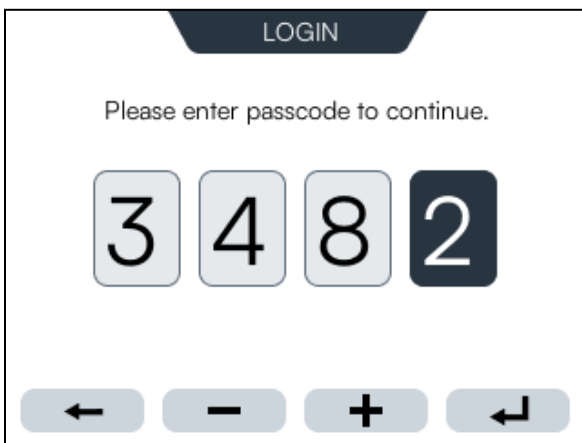 LOGIN
Please enter passcode to continue.
3 4 8 2
← − + ↵